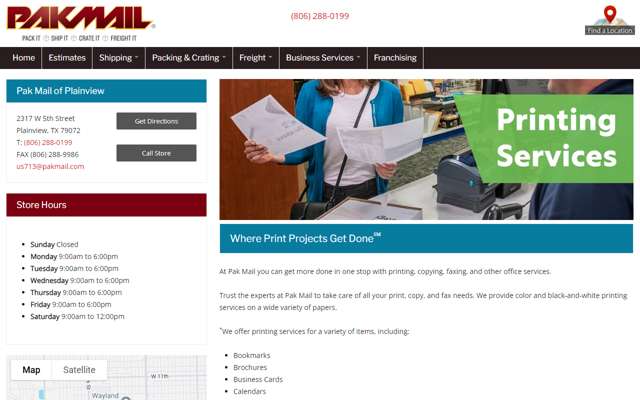 PAKMAIL®
PACK IT SHIP IT CRATE IT FREIGHT IT
(806) 288-0199
Find a Location
Home Estimates Shipping Packing & Crating Freight Business Services Franchising
Pak Mail of Plainview
2317 W 5th Street
Plainview, TX 79072
T: (806) 288-0199
FAX (806) 288-9986
us713@pakmail.com
Get Directions
Call Store
Store Hours
Sunday Closed
Monday 9:00am to 6:00pm
Tuesday 9:00am to 6:00pm
Wednesday 9:00am to 6:00pm
Thursday 9:00am to 6:00pm
Friday 9:00am to 6:00pm
Saturday 9:00am to 12:00pm
Map Satellite
W 11th
Wayland
Printing
Services
Where Print Projects Get Done℠
At Pak Mail you can get more done in one stop with printing, copying, faxing, and other office services.
Trust the experts at Pak Mail to take care of all your print, copy, and fax needs. We provide color and black-and-white printing
services on a wide variety of papers.
*We offer printing services for a variety of items, including:
Bookmarks
Brochures
Business Cards
Calendars